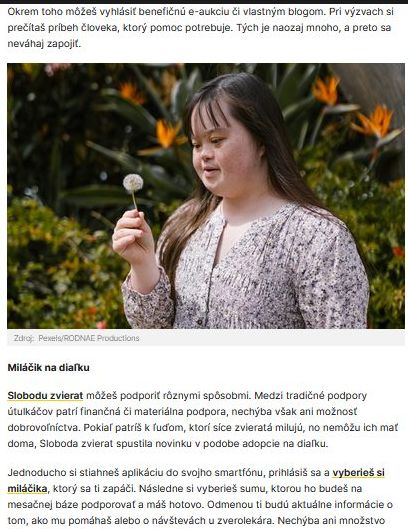 Okrem toho môžeš vyhlásiť benefičnú e-aukciu či vlastným blogom. Pri výzvach si
prečítaš príbeh človeka, ktorý pomoc potrebuje. Tých je naozaj mnoho, a preto sa
neváhaj zapojiť.
Zdroj: Pexels/RODNAE Productions
Miláčik na diaľku
Slobodu zvierat môžeš podporiť rôznymi spôsobmi. Medzi tradičné podpory
útulkáčov patrí finančná či materiálna podpora, nechýba však ani možnosť
dobrovoľníctva. Pokiaľ patríš k ľuďom, ktorí síce zvieratá milujú, no nemôžu ich mať
doma, Sloboda zvierat spustila novinku v podobe adopcie na diaľku.
Jednoducho si stiahneš aplikáciu do svojho smartfónu, prihlásiš sa a vyberieš si
miláčika, ktorý sa ti zapáči. Následne si vyberieš sumu, ktorou ho budeš na
mesačnej báze podporovať a máš hotovo. Odmenou ti budú aktuálne informácie o
tom, ako mu pomáhaš alebo o návštevách u zverolekára. Nechýba ani množstvo